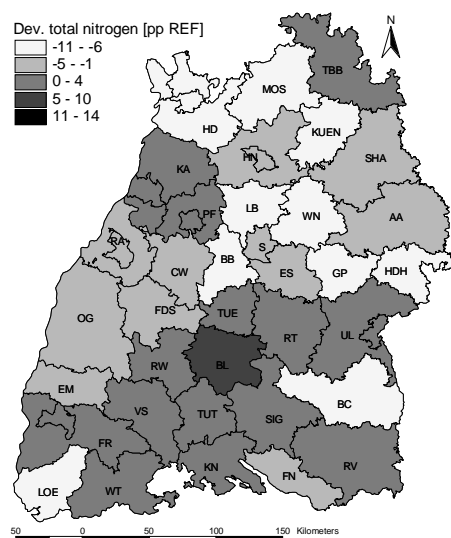 Dev. total nitrogen [pp REF]
-11 - -6
-5 - -1
0 - 4
5 - 10
11 - 14
N
TBB
MOS
HD
KUEN
HN
SHA
KA
PF
LB
WN
AA
RA
S
CW
BB
ES
GP
HDH
OG
FDS
TUE
RT
UL
RW
BL
EM
BC
VS
TUT
SIG
FR
KN
FN
RV
LOE
WT
50 0 50 100 150 Kilometers